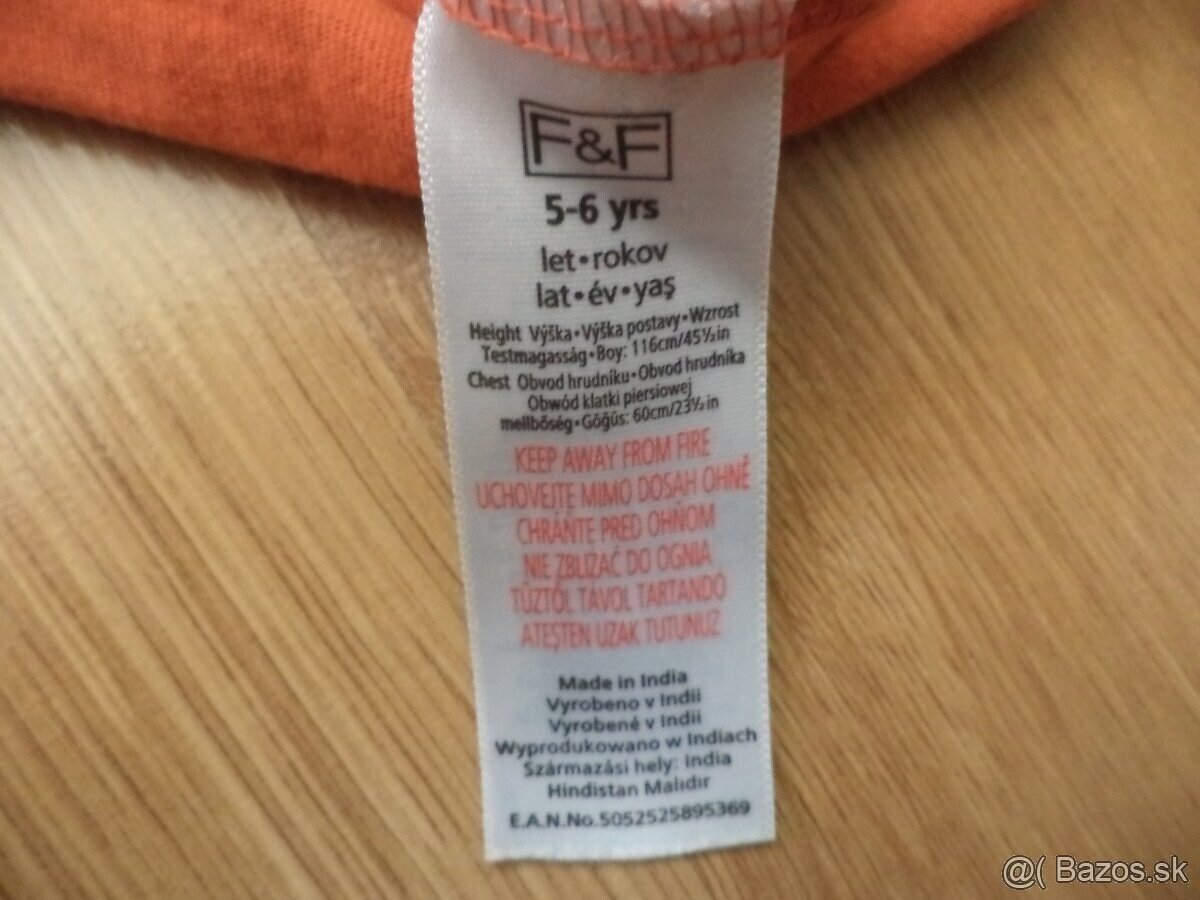 F&F
5-6 yrs
let•rokov
lat•év•yaş
Height Výška•Výška postavy•Wzrost
Testmagasság•Boy: 116cm/45½in
Chest Obvod hrudníku•Obvod hrudníka
Obwód klatki piersiowej
mellbőség•Göğüs: 60cm/23½in
KEEP AWAY FROM FIRE
UCHOVEJTE MIMO DOSAH OHNĚ
CHRÁŇTE PRED OHŇOM
NIE ZBLIZAĆ DO OGNIA
TŰZTŐL TÁVOL TARTANDÓ
ATEŞTEN UZAK TUTUNUZ
Made in India
Vyrobeno v Indii
Vyrobené v Indii
Wyprodukowano w Indiach
Származási hely: India
Hindistan Malıdır
E.A.N.No.5052525895369
@( Bazos.sk